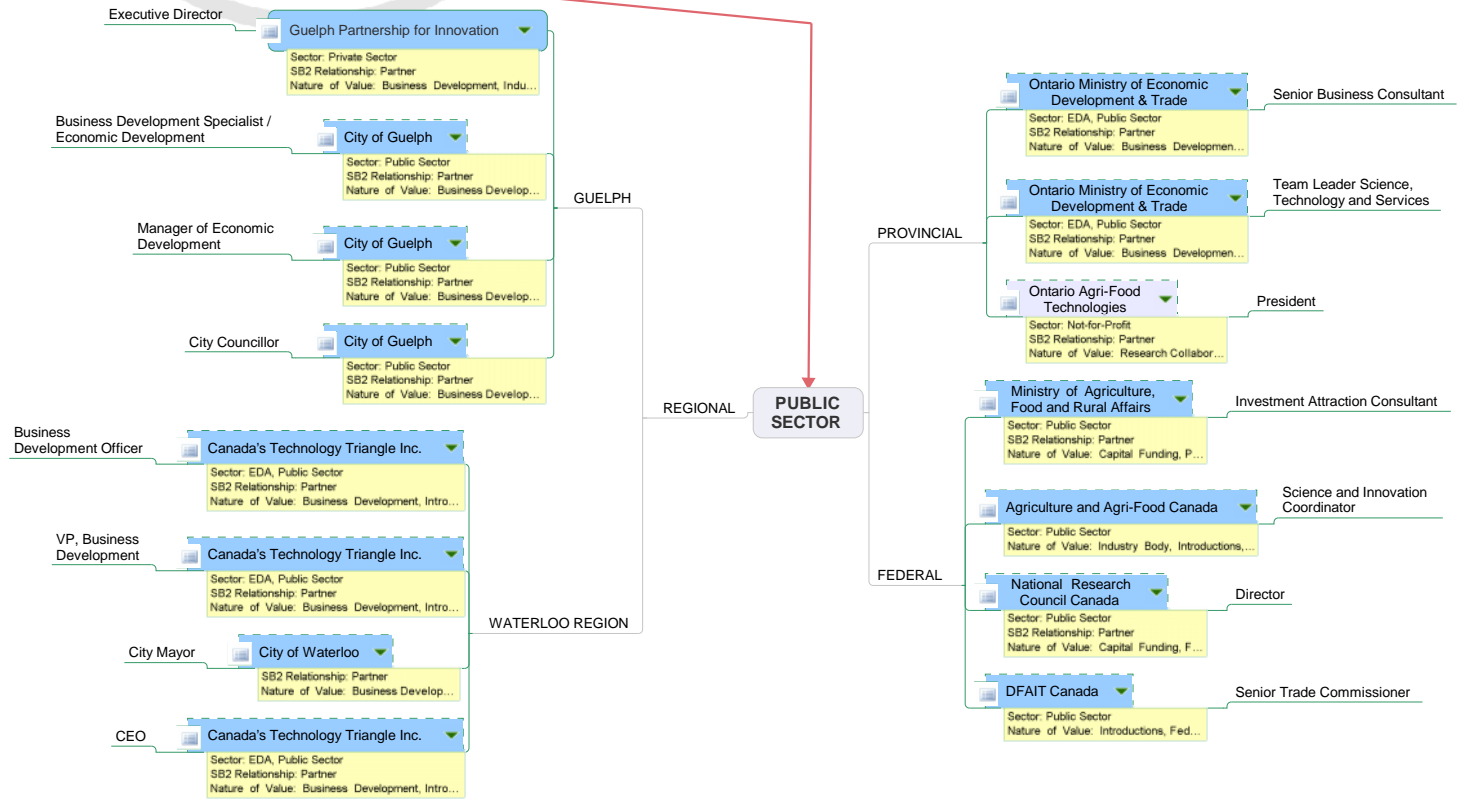 Executive Director
Guelph Partnership for Innovation
Sector: Private Sector
SB2 Relationship: Partner
Nature of Value: Business Development, Indu...
Business Development Specialist /
Economic Development
City of Guelph
Sector: Public Sector
SB2 Relationship: Partner
Nature of Value: Business Develop...
GUELPH
Manager of Economic
Development
City of Guelph
Sector: Public Sector
SB2 Relationship: Partner
Nature of Value: Business Develop...
City Councillor
City of Guelph
Sector: Public Sector
SB2 Relationship: Partner
Nature of Value: Business Develop...
REGIONAL
PUBLIC
SECTOR
Business
Development Officer
Canada's Technology Triangle Inc.
Sector: EDA, Public Sector
SB2 Relationship: Partner
Nature of Value: Business Development, Intro...
VP, Business
Development
Canada's Technology Triangle Inc.
Sector: EDA, Public Sector
SB2 Relationship: Partner
Nature of Value: Business Development, Intro...
WATERLOO REGION
City Mayor
City of Waterloo
SB2 Relationship: Partner
Nature of Value: Business Develop...
CEO
Canada's Technology Triangle Inc.
Sector: EDA, Public Sector
SB2 Relationship: Partner
Nature of Value: Business Development, Intro...
Ontario Ministry of Economic
Development & Trade
Senior Business Consultant
Sector: EDA, Public Sector
SB2 Relationship: Partner
Nature of Value: Business Developmen...
Ontario Ministry of Economic
Development & Trade
Team Leader Science,
Technology and Services
Sector: EDA, Public Sector
SB2 Relationship: Partner
Nature of Value: Business Developmen...
PROVINCIAL
Ontario Agri-Food
Technologies
President
Sector: Not-for-Profit
SB2 Relationship: Partner
Nature of Value: Research Collabor...
Ministry of Agriculture,
Food and Rural Affairs
Investment Attraction Consultant
Sector: Public Sector
SB2 Relationship: Partner
Nature of Value: Capital Funding, P...
Agriculture and Agri-Food Canada
Science and Innovation
Coordinator
Sector: Public Sector
Nature of Value: Industry Body, Introductions,...
FEDERAL
National Research
Council Canada
Director
Sector: Public Sector
SB2 Relationship: Partner
Nature of Value: Capital Funding, F...
DFAIT Canada
Senior Trade Commissioner
Sector: Public Sector
Nature of Value: Introductions, Fed...